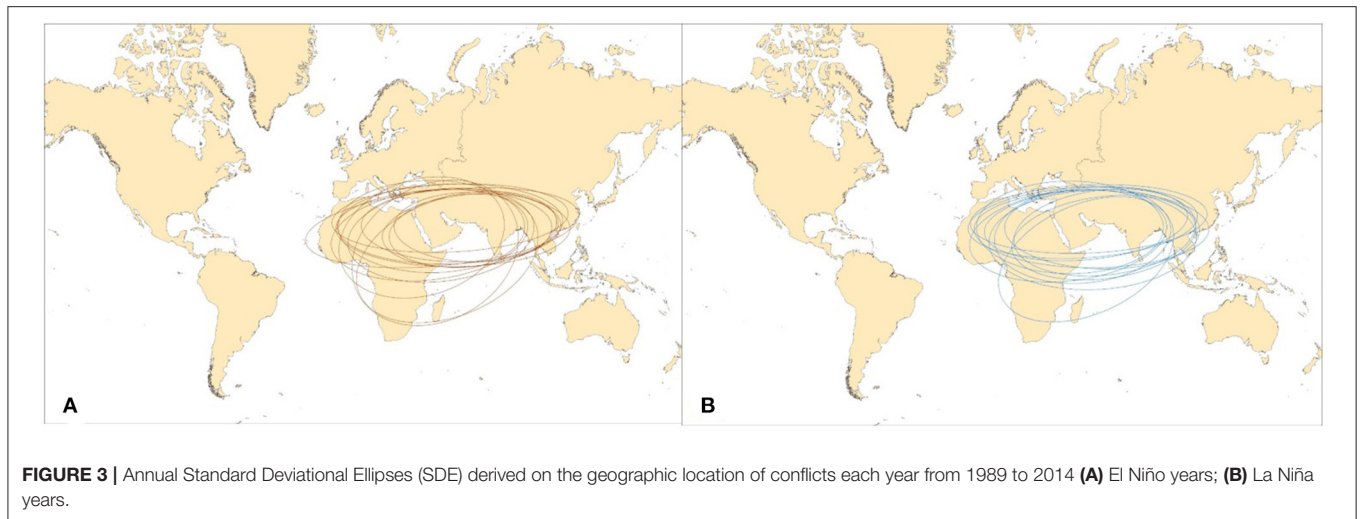 A
B
FIGURE 3 | Annual Standard Deviational Ellipses (SDE) derived on the geographic location of conflicts each year from 1989 to 2014 (A) El Niño years; (B) La Niña
years.